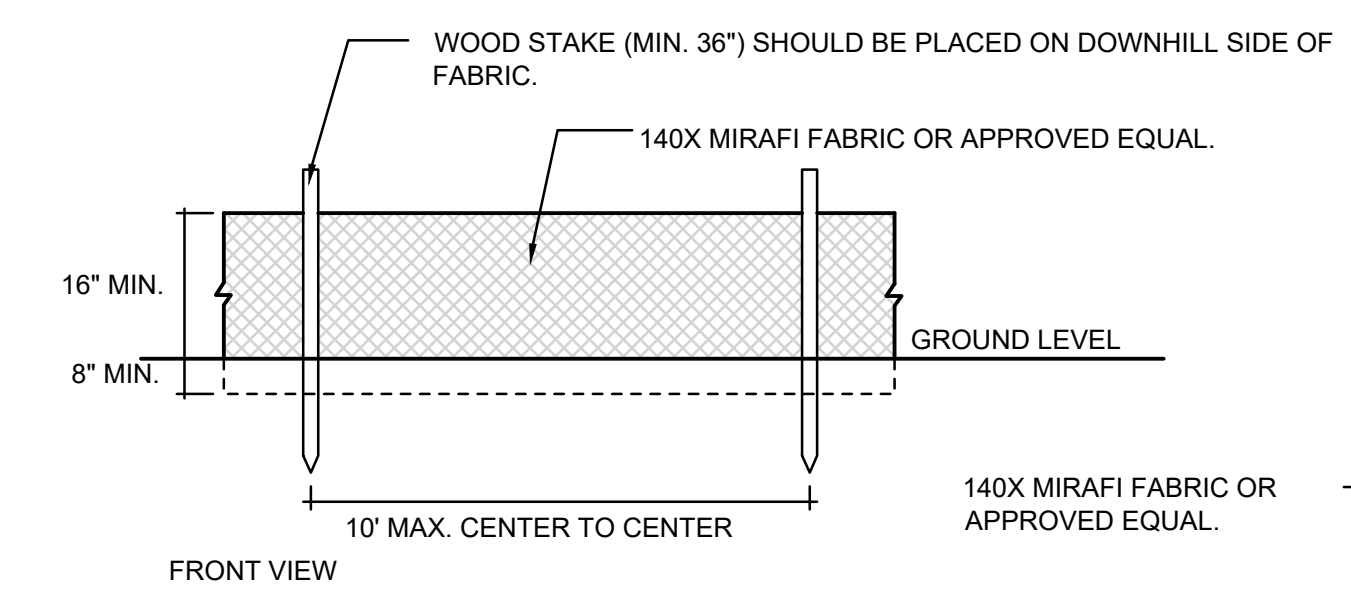 WOOD STAKE (MIN. 36") SHOULD BE PLACED ON DOWNHILL SIDE OF
FABRIC.
140X MIRAFI FABRIC OR APPROVED EQUAL.
16" MIN.
GROUND LEVEL
8" MIN.
140X MIRAFI FABRIC OR
APPROVED EQUAL.
10' MAX. CENTER TO CENTER
FRONT VIEW